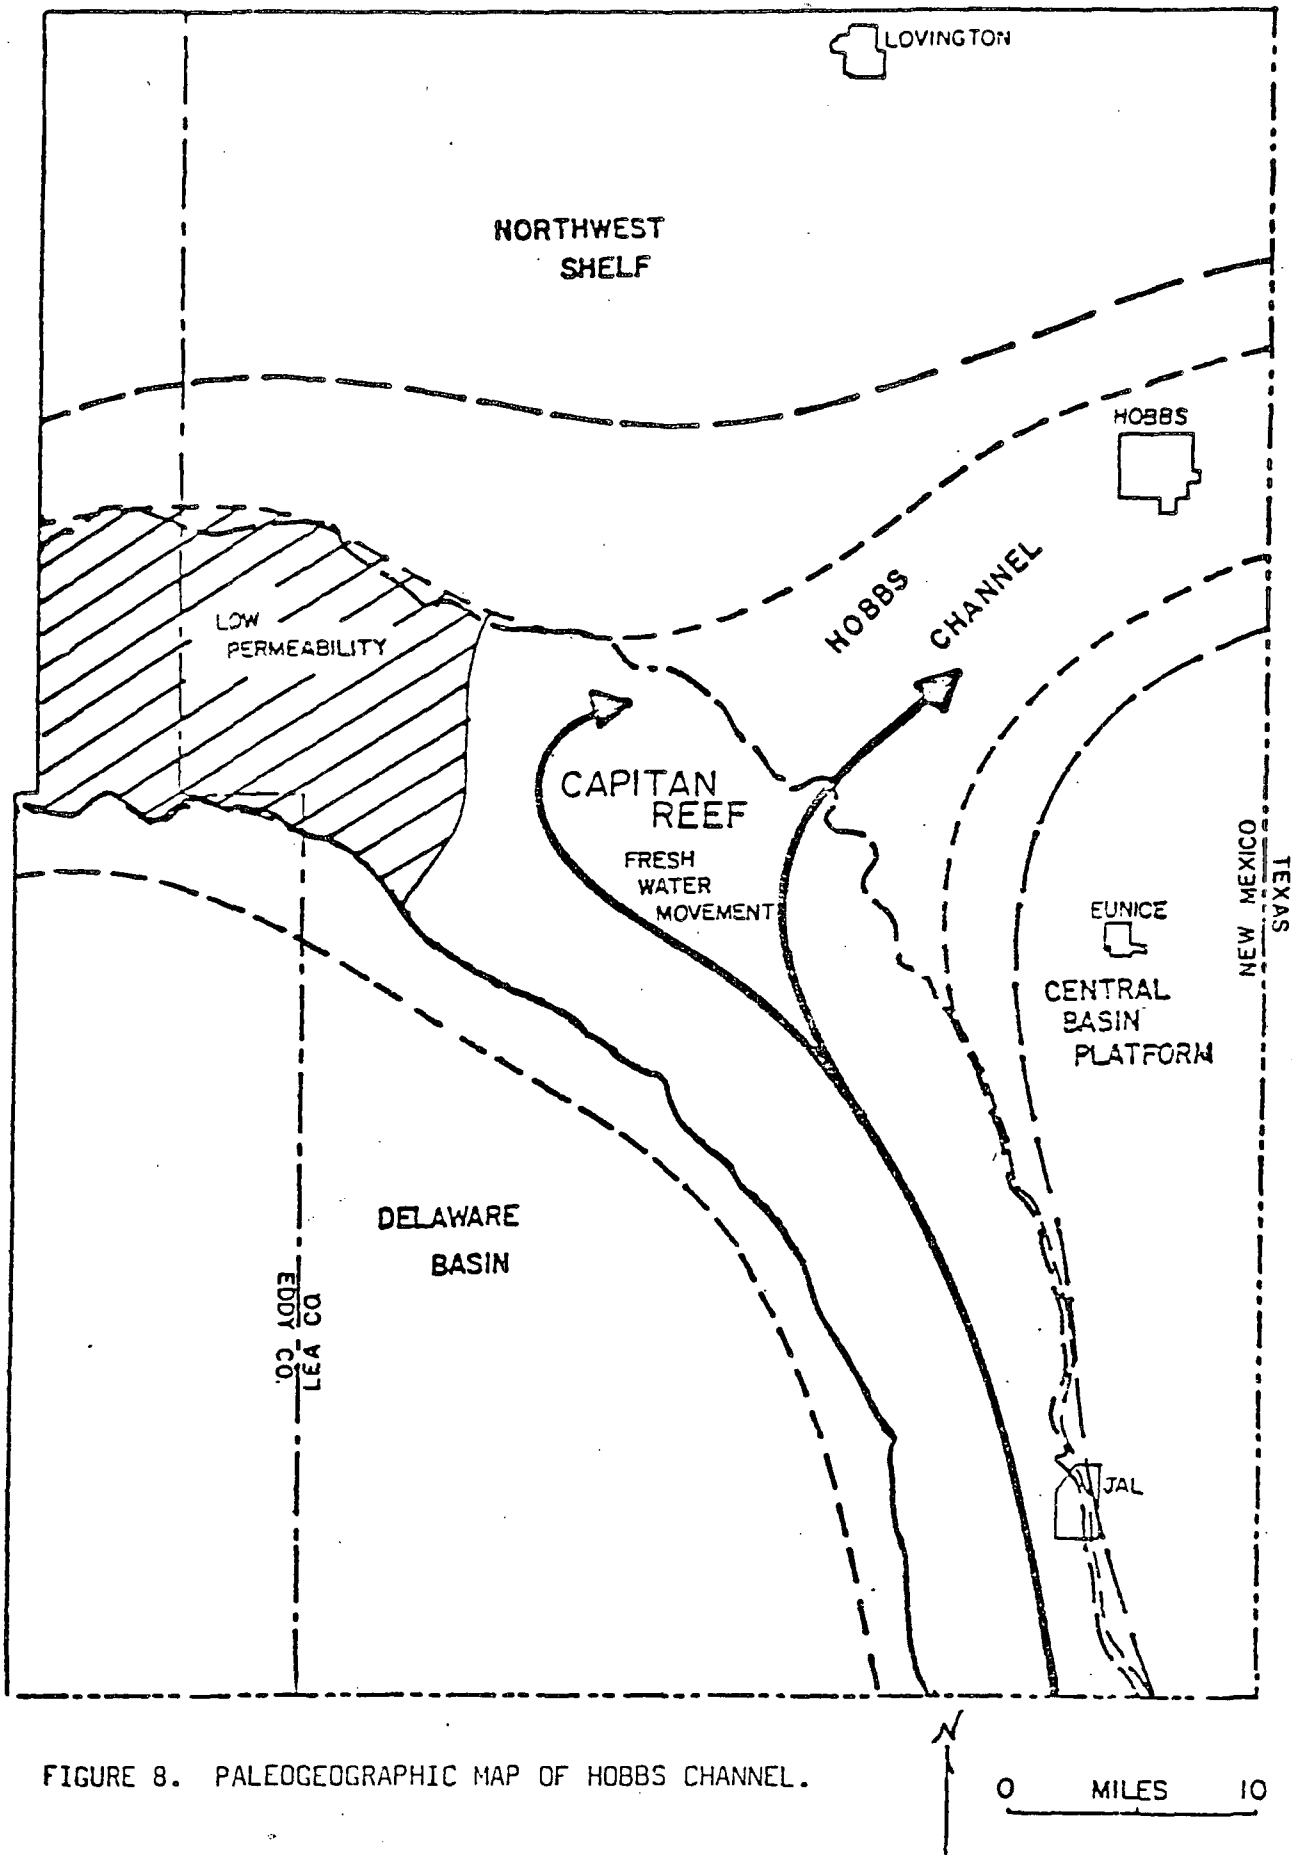 LOVINGTON
NORTHWEST
SHELF
HOBBS
HOBBS
CHANNEL
LOW
PERMEABILITY
CAPITAN
REEF
FRESH
WATER
MOVEMENT
NEW MEXICO
TEXAS
EUNICE
CENTRAL
BASIN
PLATFORM
DELAWARE
BASIN
EDDY CO.
LEA CO.
JAL
N
FIGURE 8. PALEOGEOGRAPHIC MAP OF HOBBS CHANNEL.
0 MILES 10